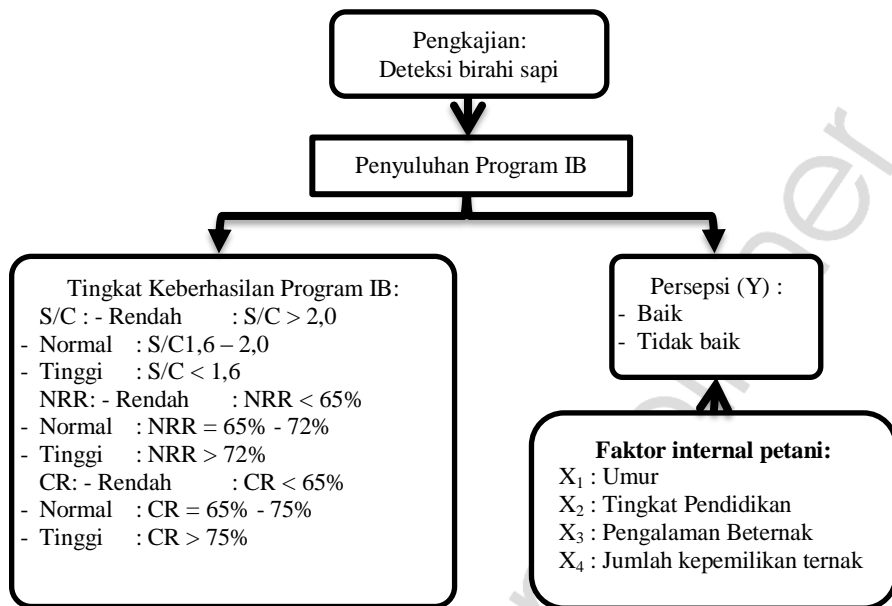 Pengkajian:
Deteksi birahi sapi
Penyuluhan Program IB
Tingkat Keberhasilan Program IB:
S/C : - Rendah : S/C > 2,0
- Normal : S/C1,6 – 2,0
- Tinggi : S/C < 1,6
NRR: - Rendah : NRR < 65%
- Normal : NRR = 65% - 72%
- Tinggi : NRR > 72%
CR: - Rendah : CR < 65%
- Normal : CR = 65% - 75%
- Tinggi : CR > 75%
Persepsi (Y) :
- Baik
- Tidak baik
Faktor internal petani:
X₁ : Umur
X₂ : Tingkat Pendidikan
X₃ : Pengalaman Beternak
X₄ : Jumlah kepemilikan ternak